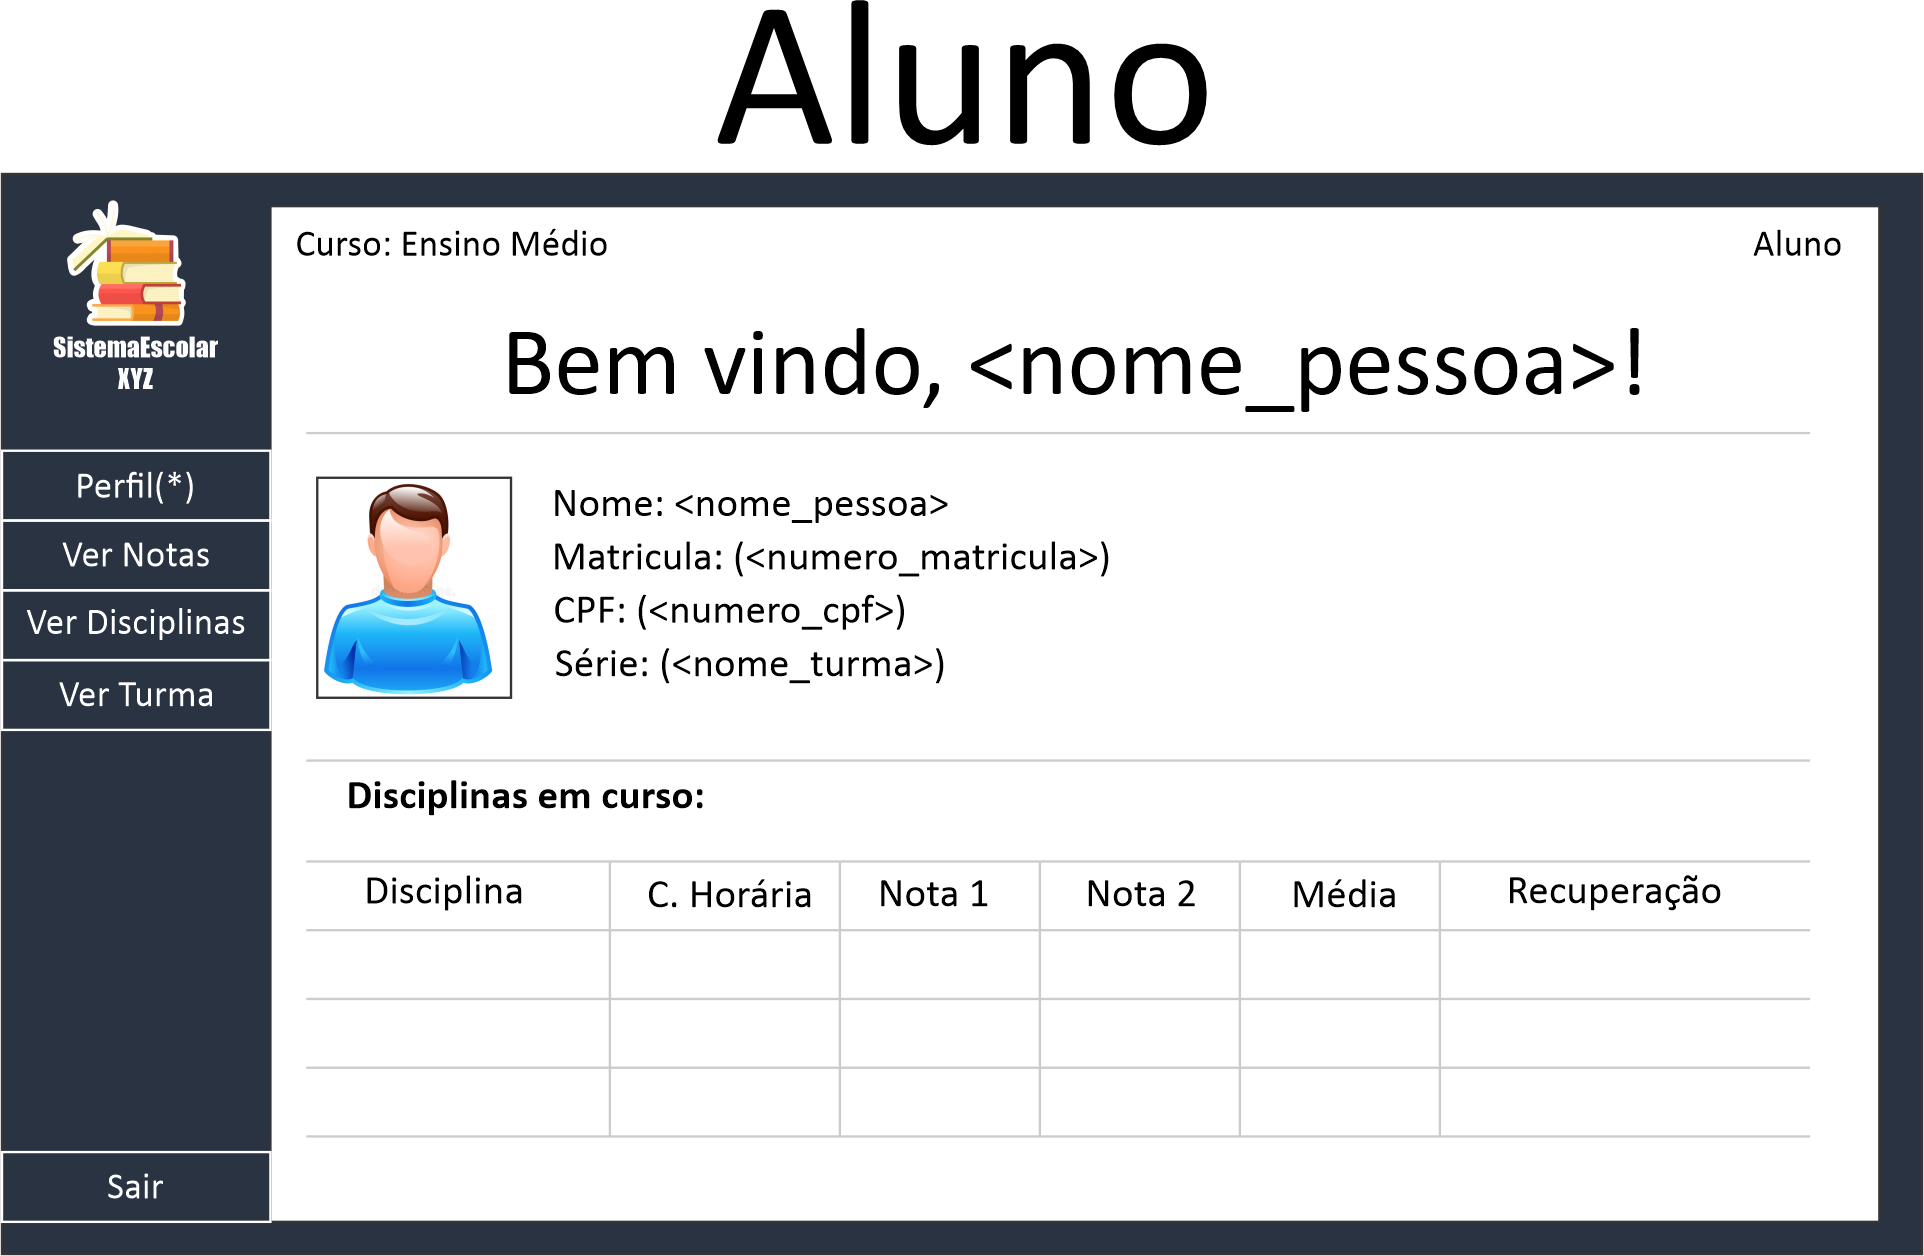 Aluno
SistemaEscolar
XYZ
Curso: Ensino Médio
Aluno
Bem vindo, <nome_pessoa>!
Perfil(*)
Ver Notas
Ver Disciplinas
Ver Turma
Sair
Nome: <nome_pessoa>
Matricula: (<numero_matricula>)
CPF: (<numero_cpf>)
Série: (<nome_turma>)
Disciplinas em curso:
Disciplina C. Horária Nota 1 Nota 2 Média Recuperação